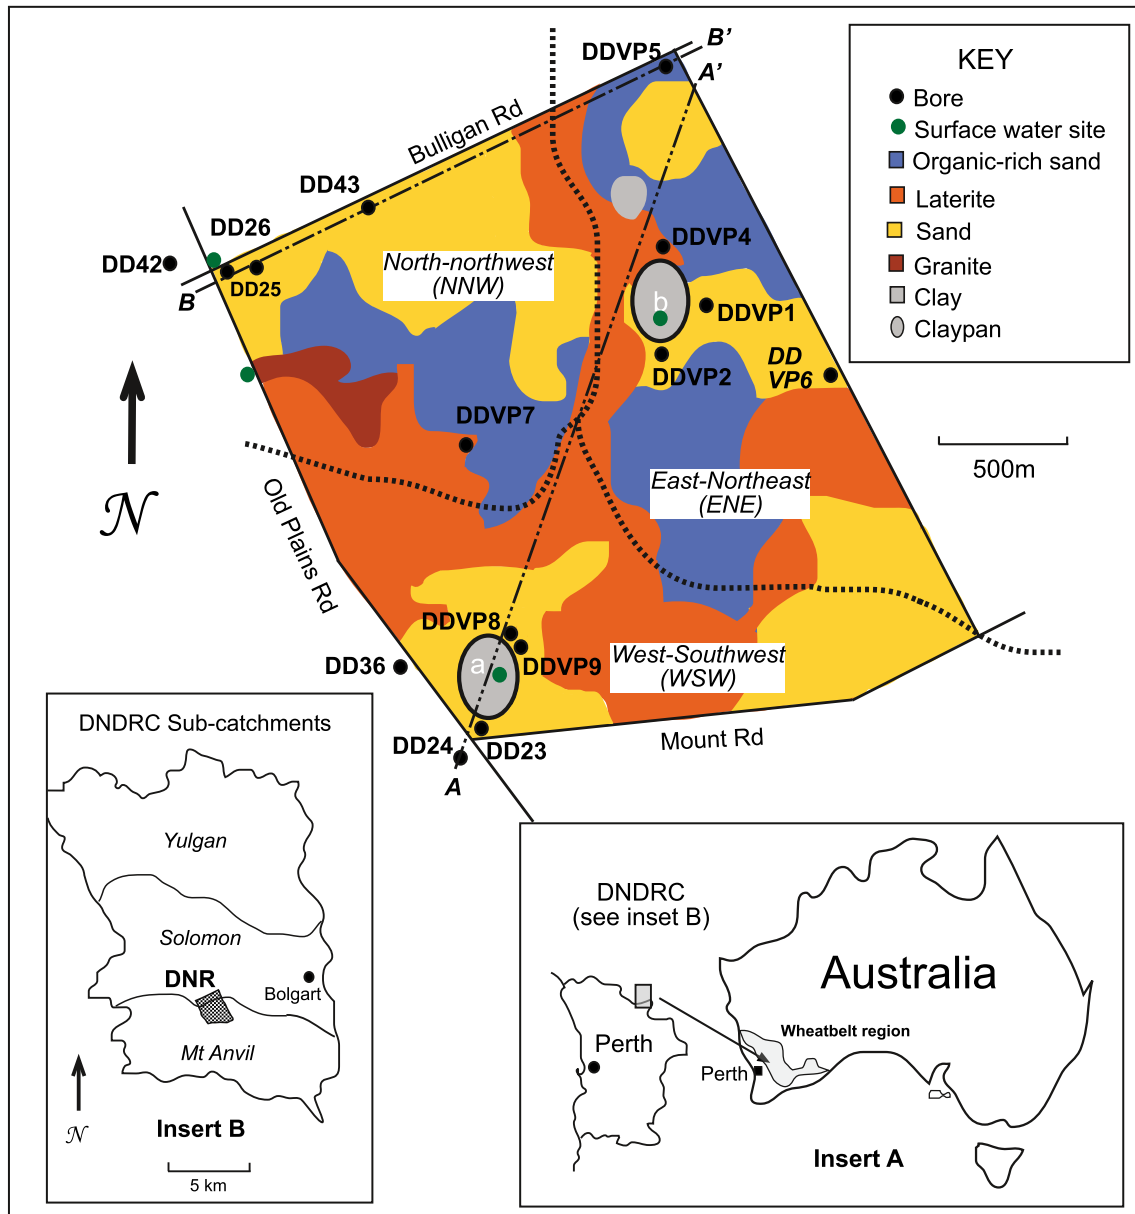 B'
DDVP5
A'
KEY
Bore
Surface water site
Organic-rich sand
Laterite
Sand
Granite
Clay
Claypan
Bulligan Rd
DD43
DD26
DD42
DD25
B
North-northwest
(NNW)
DDVP4
b
DDVP1
DDVP2
DD
VP6
DDVP7
N
500m
East-Northeast
(ENE)
Old Plains Rd
DDVP8
a
DDVP9
DD36
West-Southwest
(WSW)
DD24
DD23
A
Mount Rd
DNDRC Sub-catchments
Yulgan
Solomon
DNR
Bolgart
Mt Anvil
N
Insert B
5 km
DNDRC
(see inset B)
Australia
Wheatbelt region
Perth
Perth
Insert A